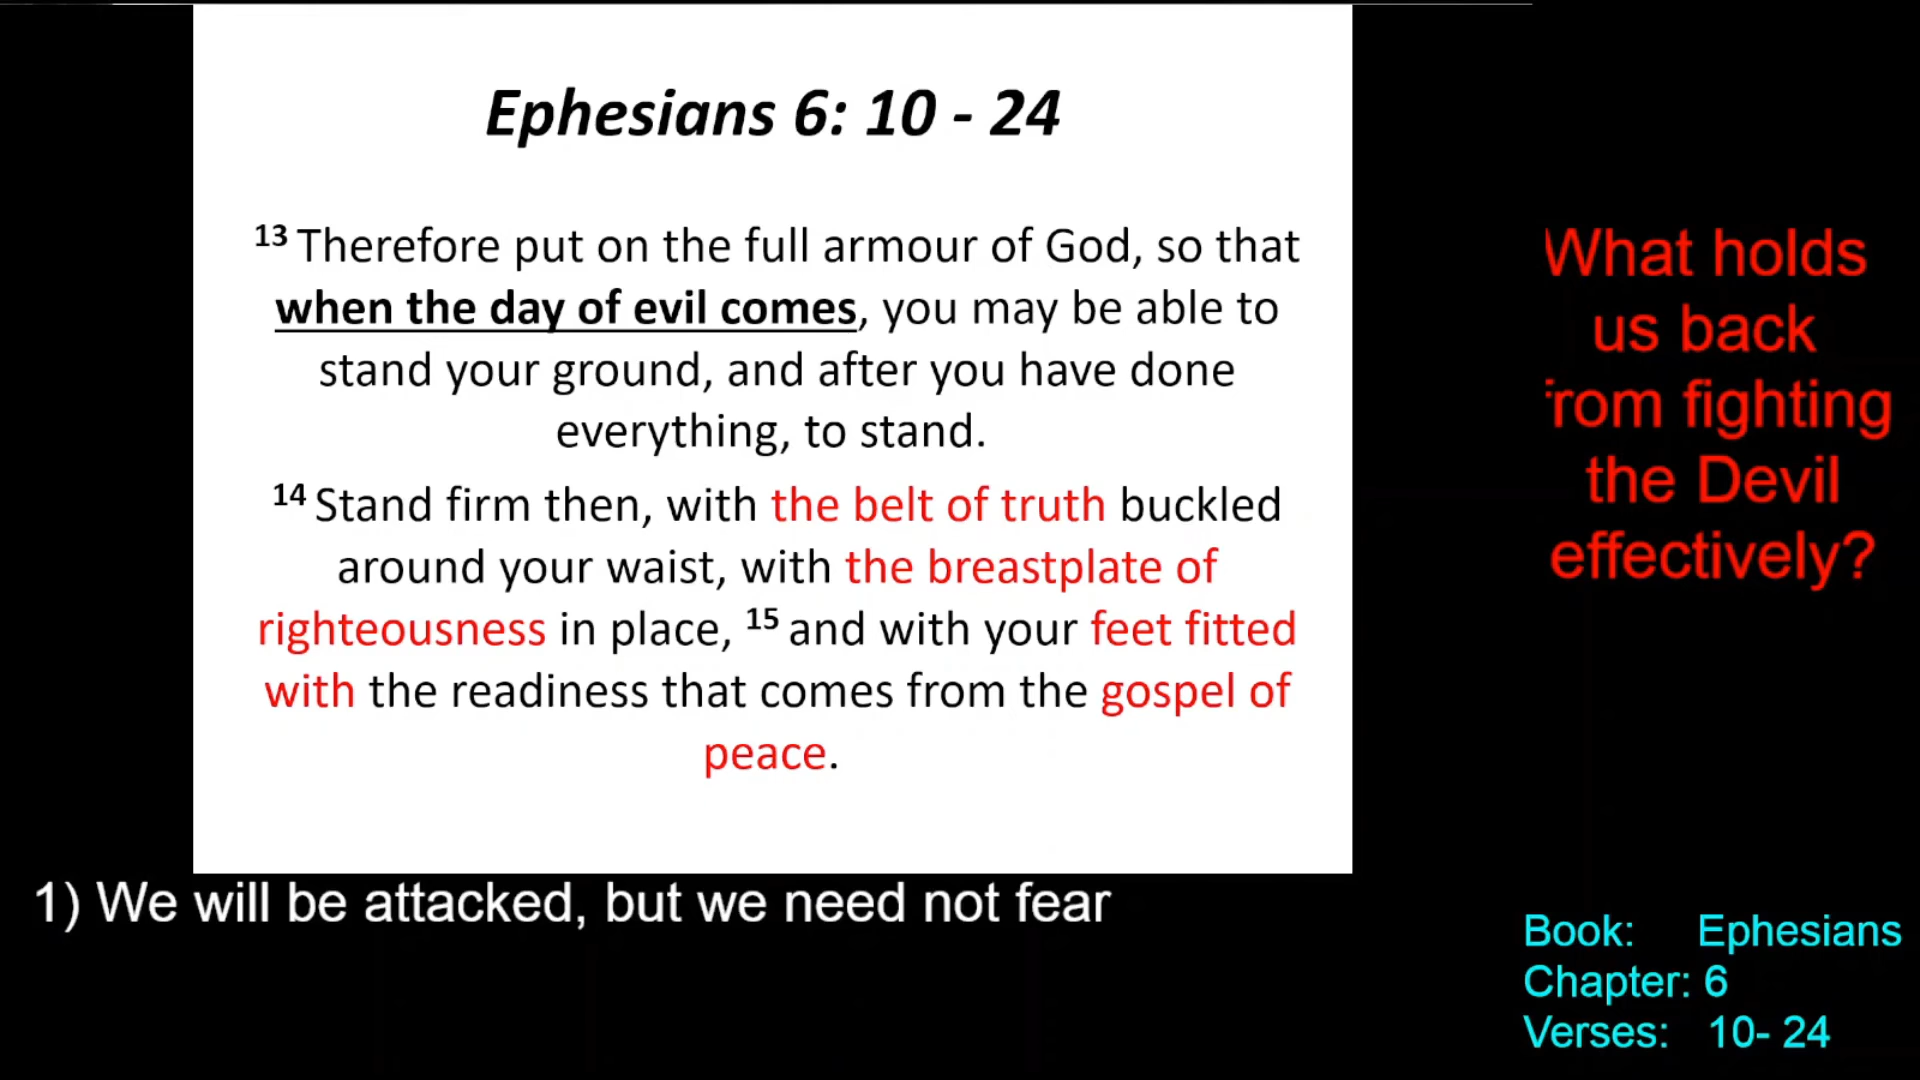 Ephesians 6: 10 - 24
13 Therefore put on the full armour of God, so that
when the day of evil comes, you may be able to
stand your ground, and after you have done
everything, to stand.
14 Stand firm then, with the belt of truth buckled
around your waist, with the breastplate of
righteousness in place, 15 and with your feet fitted
with the readiness that comes from the gospel of
peace.
What holds
us back
from fighting
the Devil
effectively?
1) We will be attacked, but we need not fear
Book: Ephesians
Chapter: 6
Verses: 10- 24